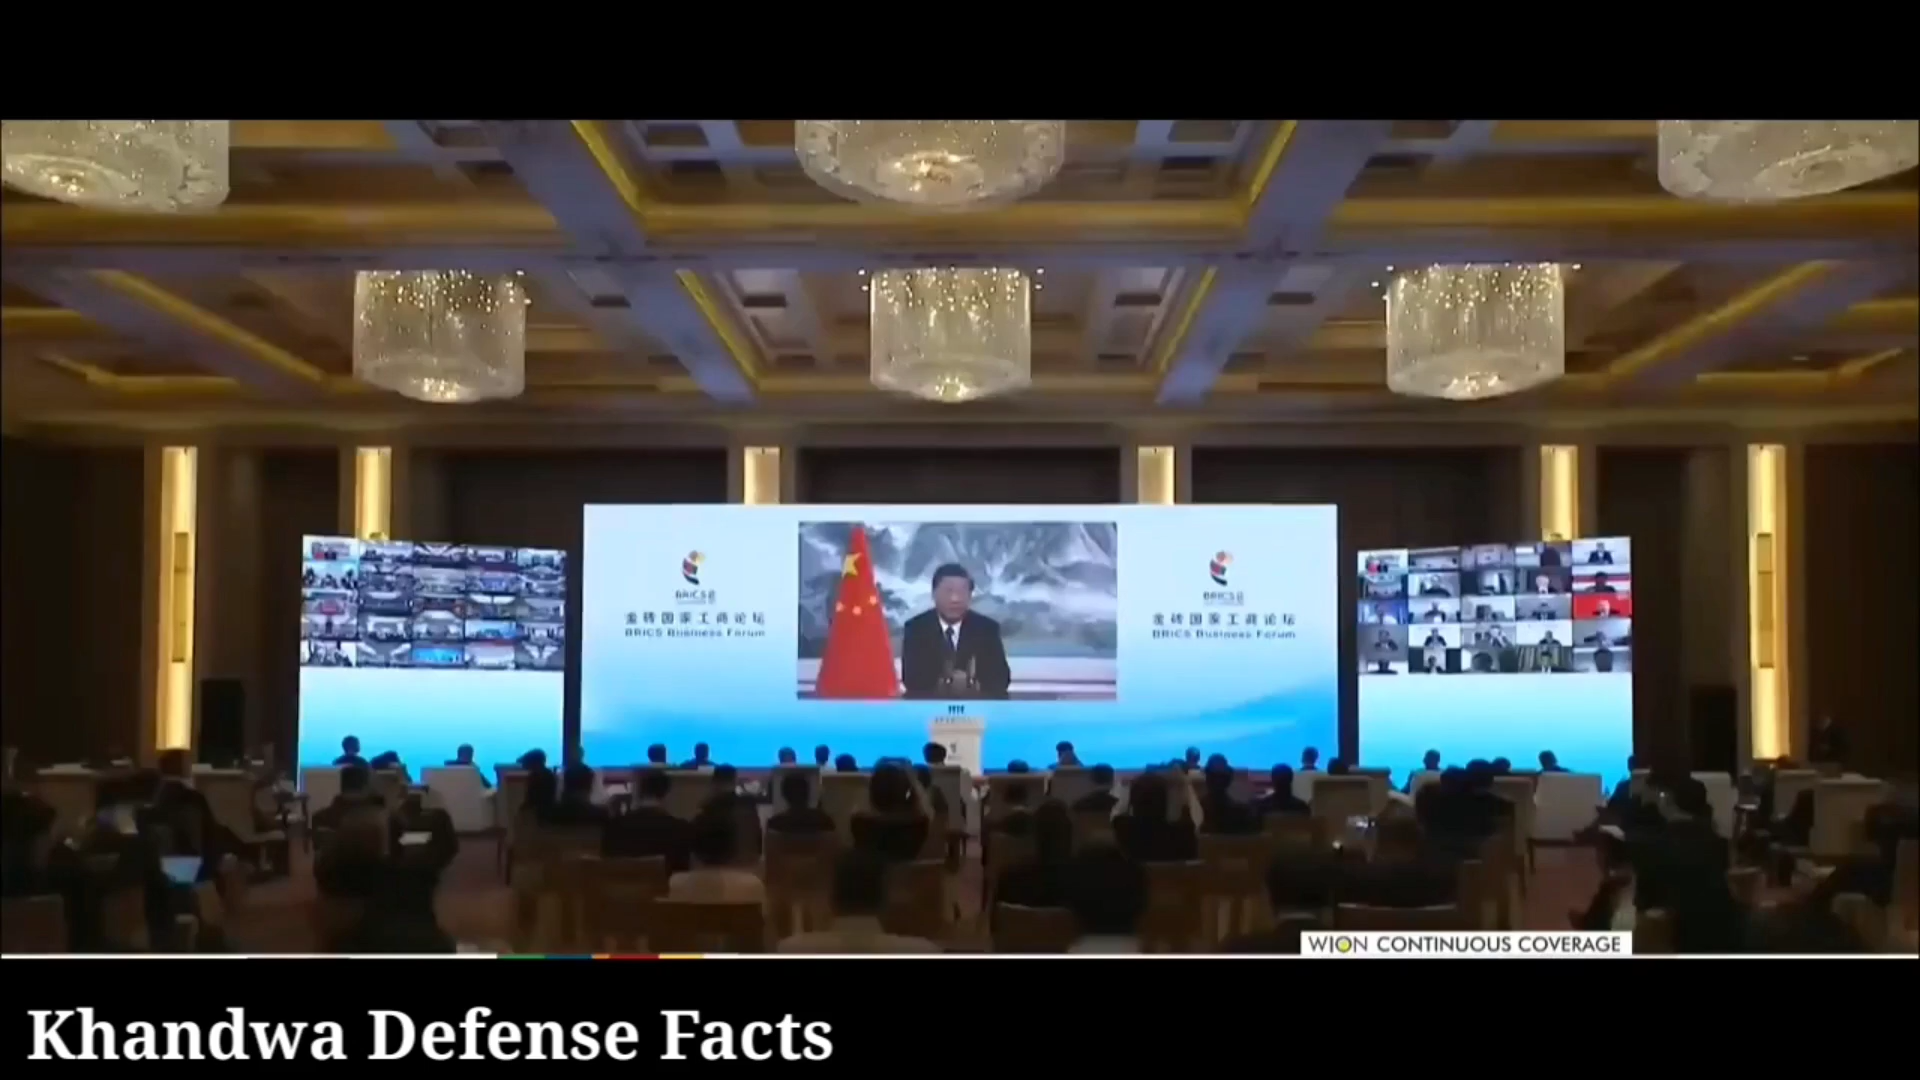 BRICS
金砖国家工商论坛
BRICS Business Forum
BRICS
金砖国家工商论坛
BRICS Business Forum
WION CONTINUOUS COVERAGE
Khandwa Defense Facts